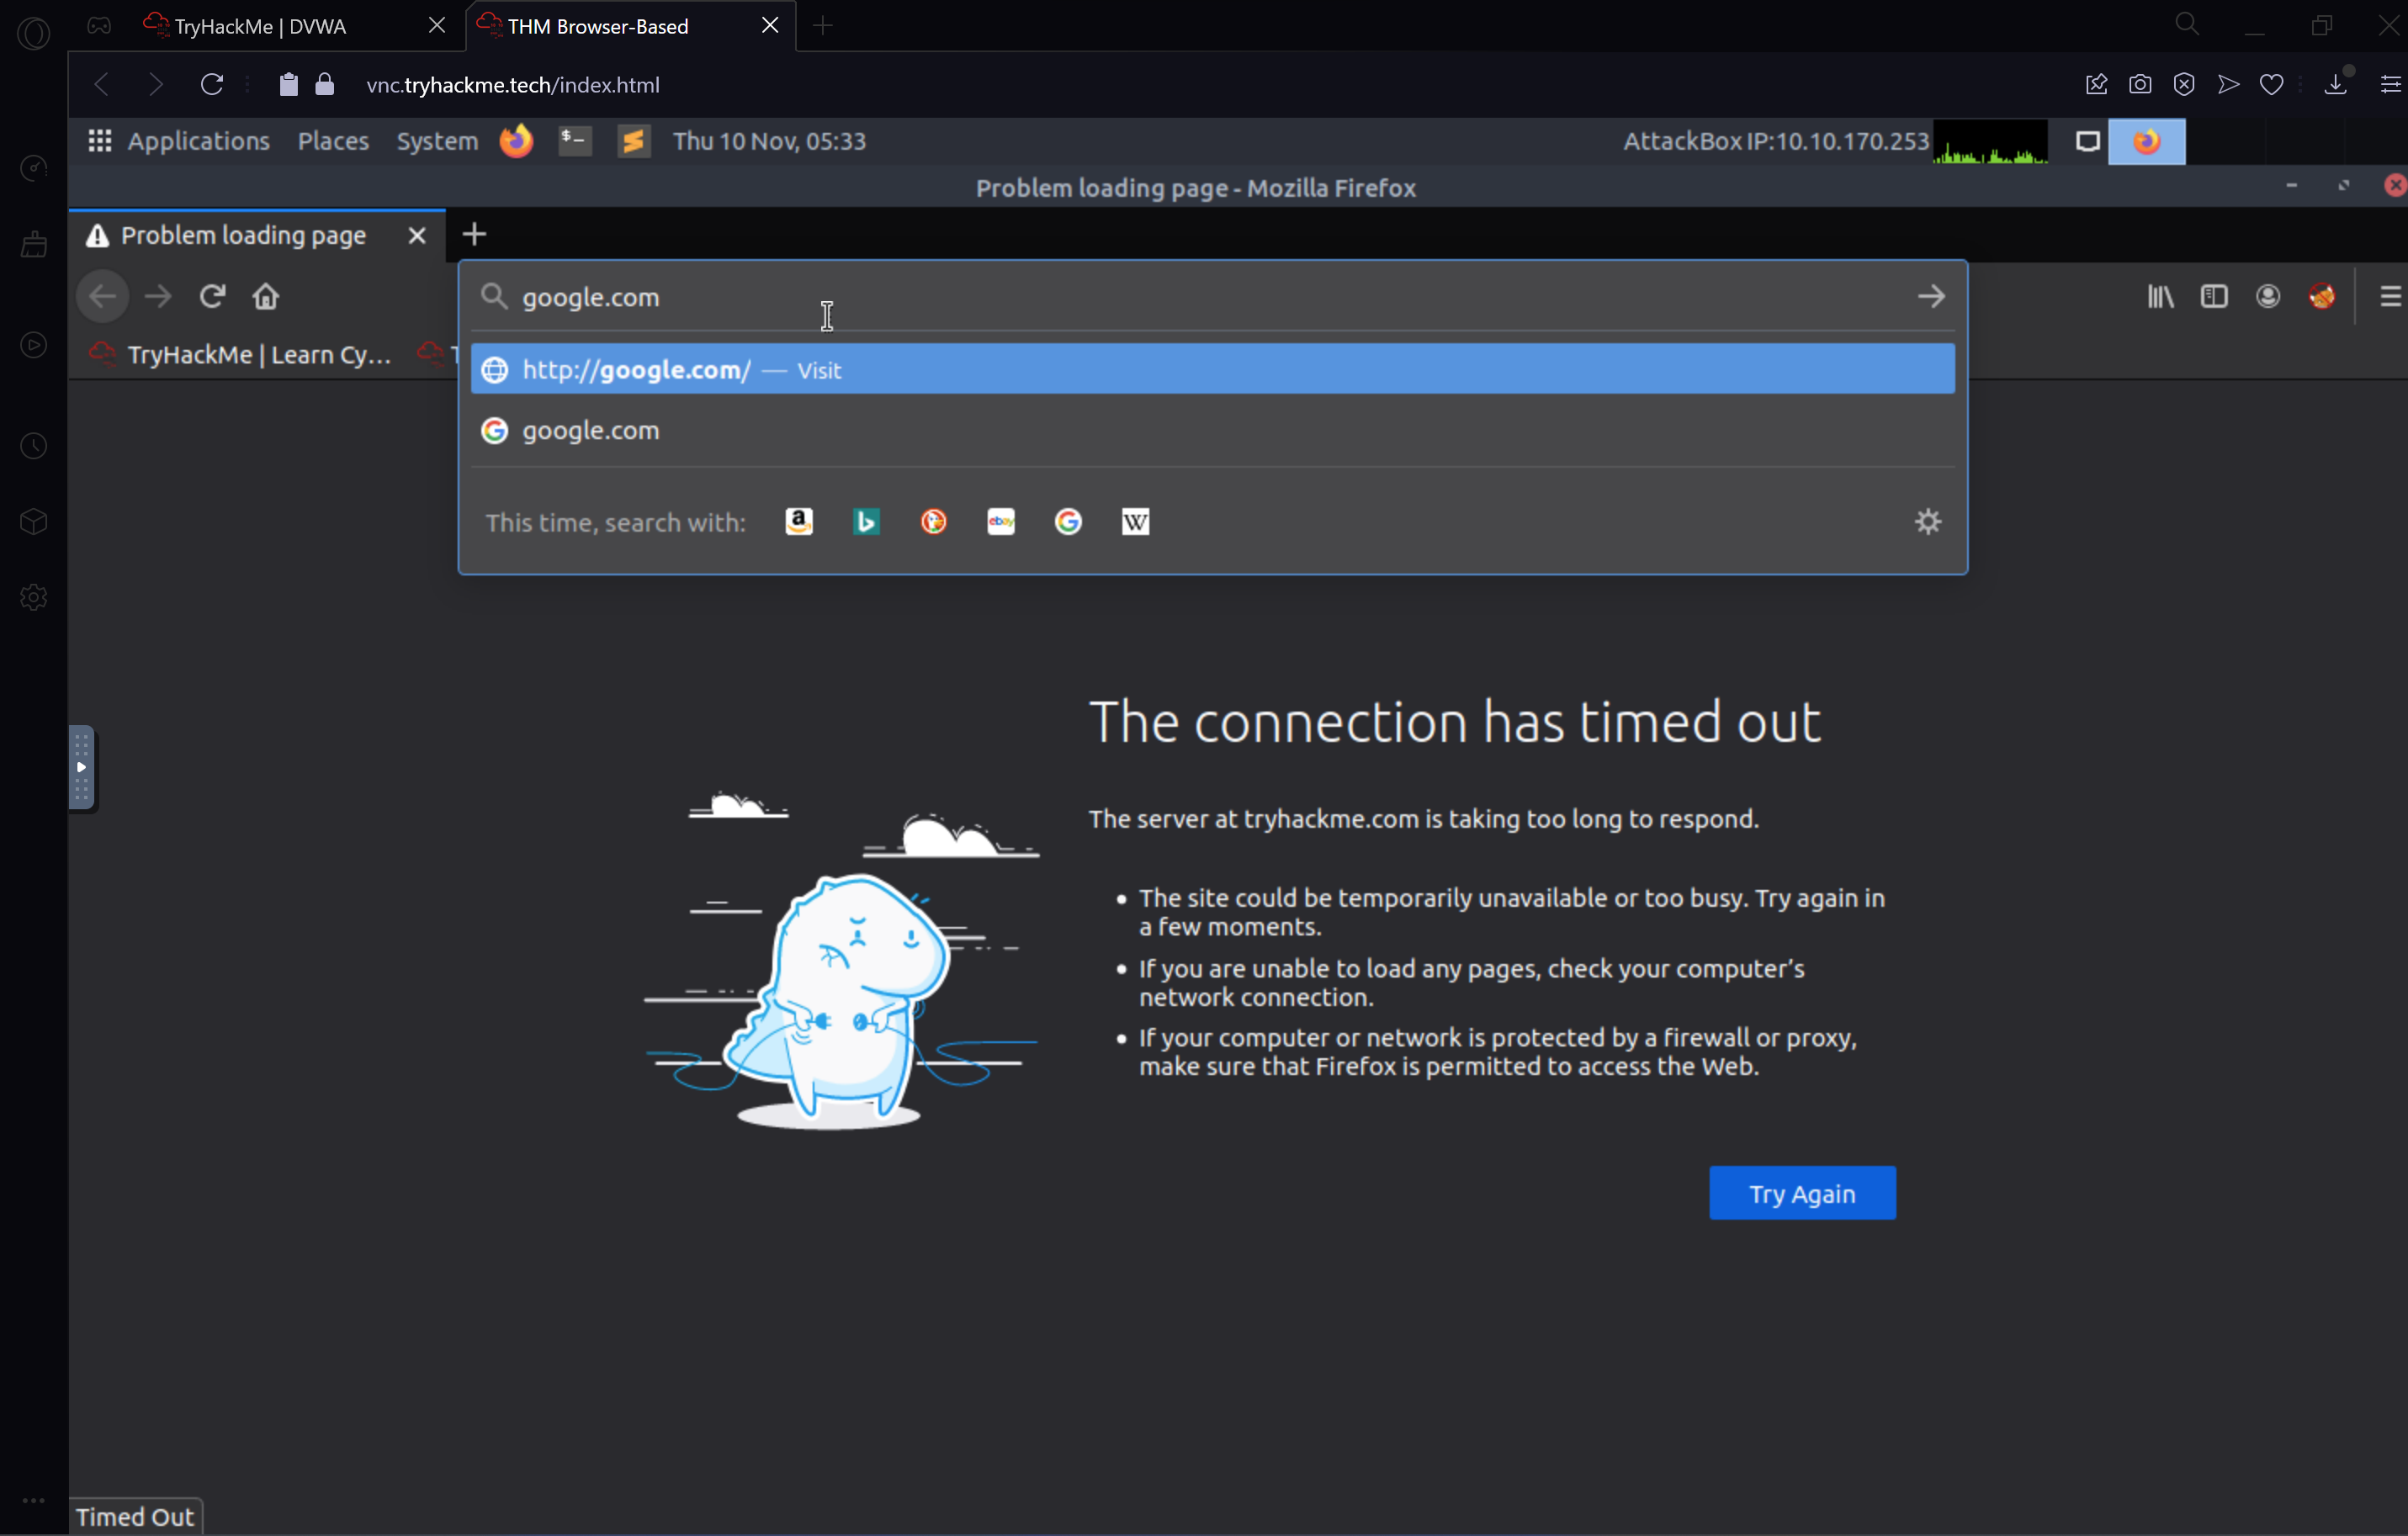 TryHackMe | DVWA
THM Browser-Based
vnc.tryhackme.tech/index.html
Applications Places System $_ Thu 10 Nov, 05:33 AttackBox IP:10.10.170.253
Problem loading page - Mozilla Firefox
Problem loading page
google.com
TryHackMe | Learn Cy... T
http://google.com/ — Visit
google.com
This time, search with: a b ebay G W
The connection has timed out
The server at tryhackme.com is taking too long to respond.
• The site could be temporarily unavailable or too busy. Try again in
a few moments.
• If you are unable to load any pages, check your computer's
network connection.
• If your computer or network is protected by a firewall or proxy,
make sure that Firefox is permitted to access the Web.
Try Again
Timed Out